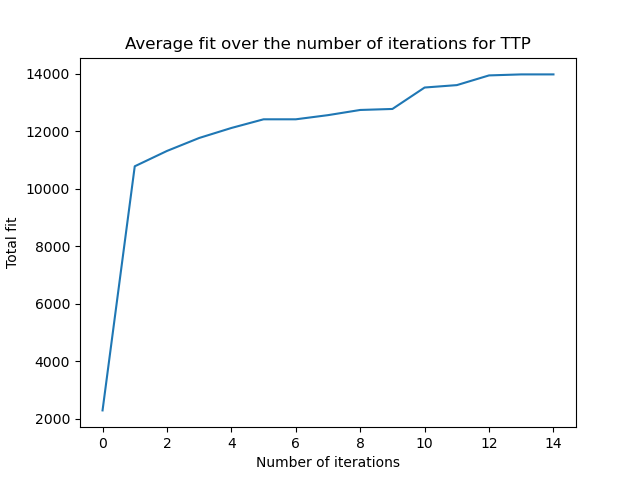 Average fit over the number of iterations for TTP
14000
12000
10000
8000
6000
4000
2000
Total fit
0 2 4 6 8 10 12 14
Number of iterations